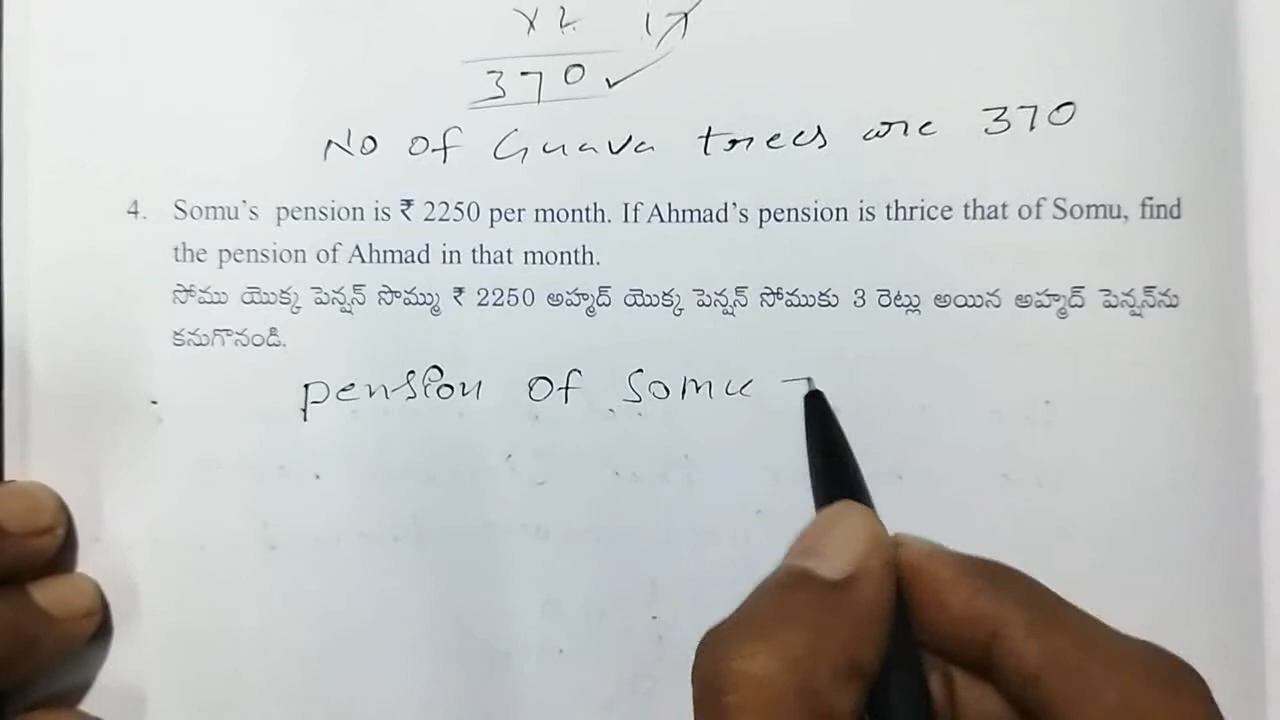 x2 17
370 ✓
No of Guava trees are 370
4. Somu's pension is ₹ 2250 per month. If Ahmad's pension is thrice that of Somu, find
the pension of Ahmad in that month.
సోము యొక్క పెన్షన్ సొమ్ము ₹ 2250 అహ్మద్ యొక్క పెన్షన్ సోముకు 3 రెట్లు అయిన అహ్మద్ పెన్షన్‌ను
కనుగొనండి.
pension of Somu -